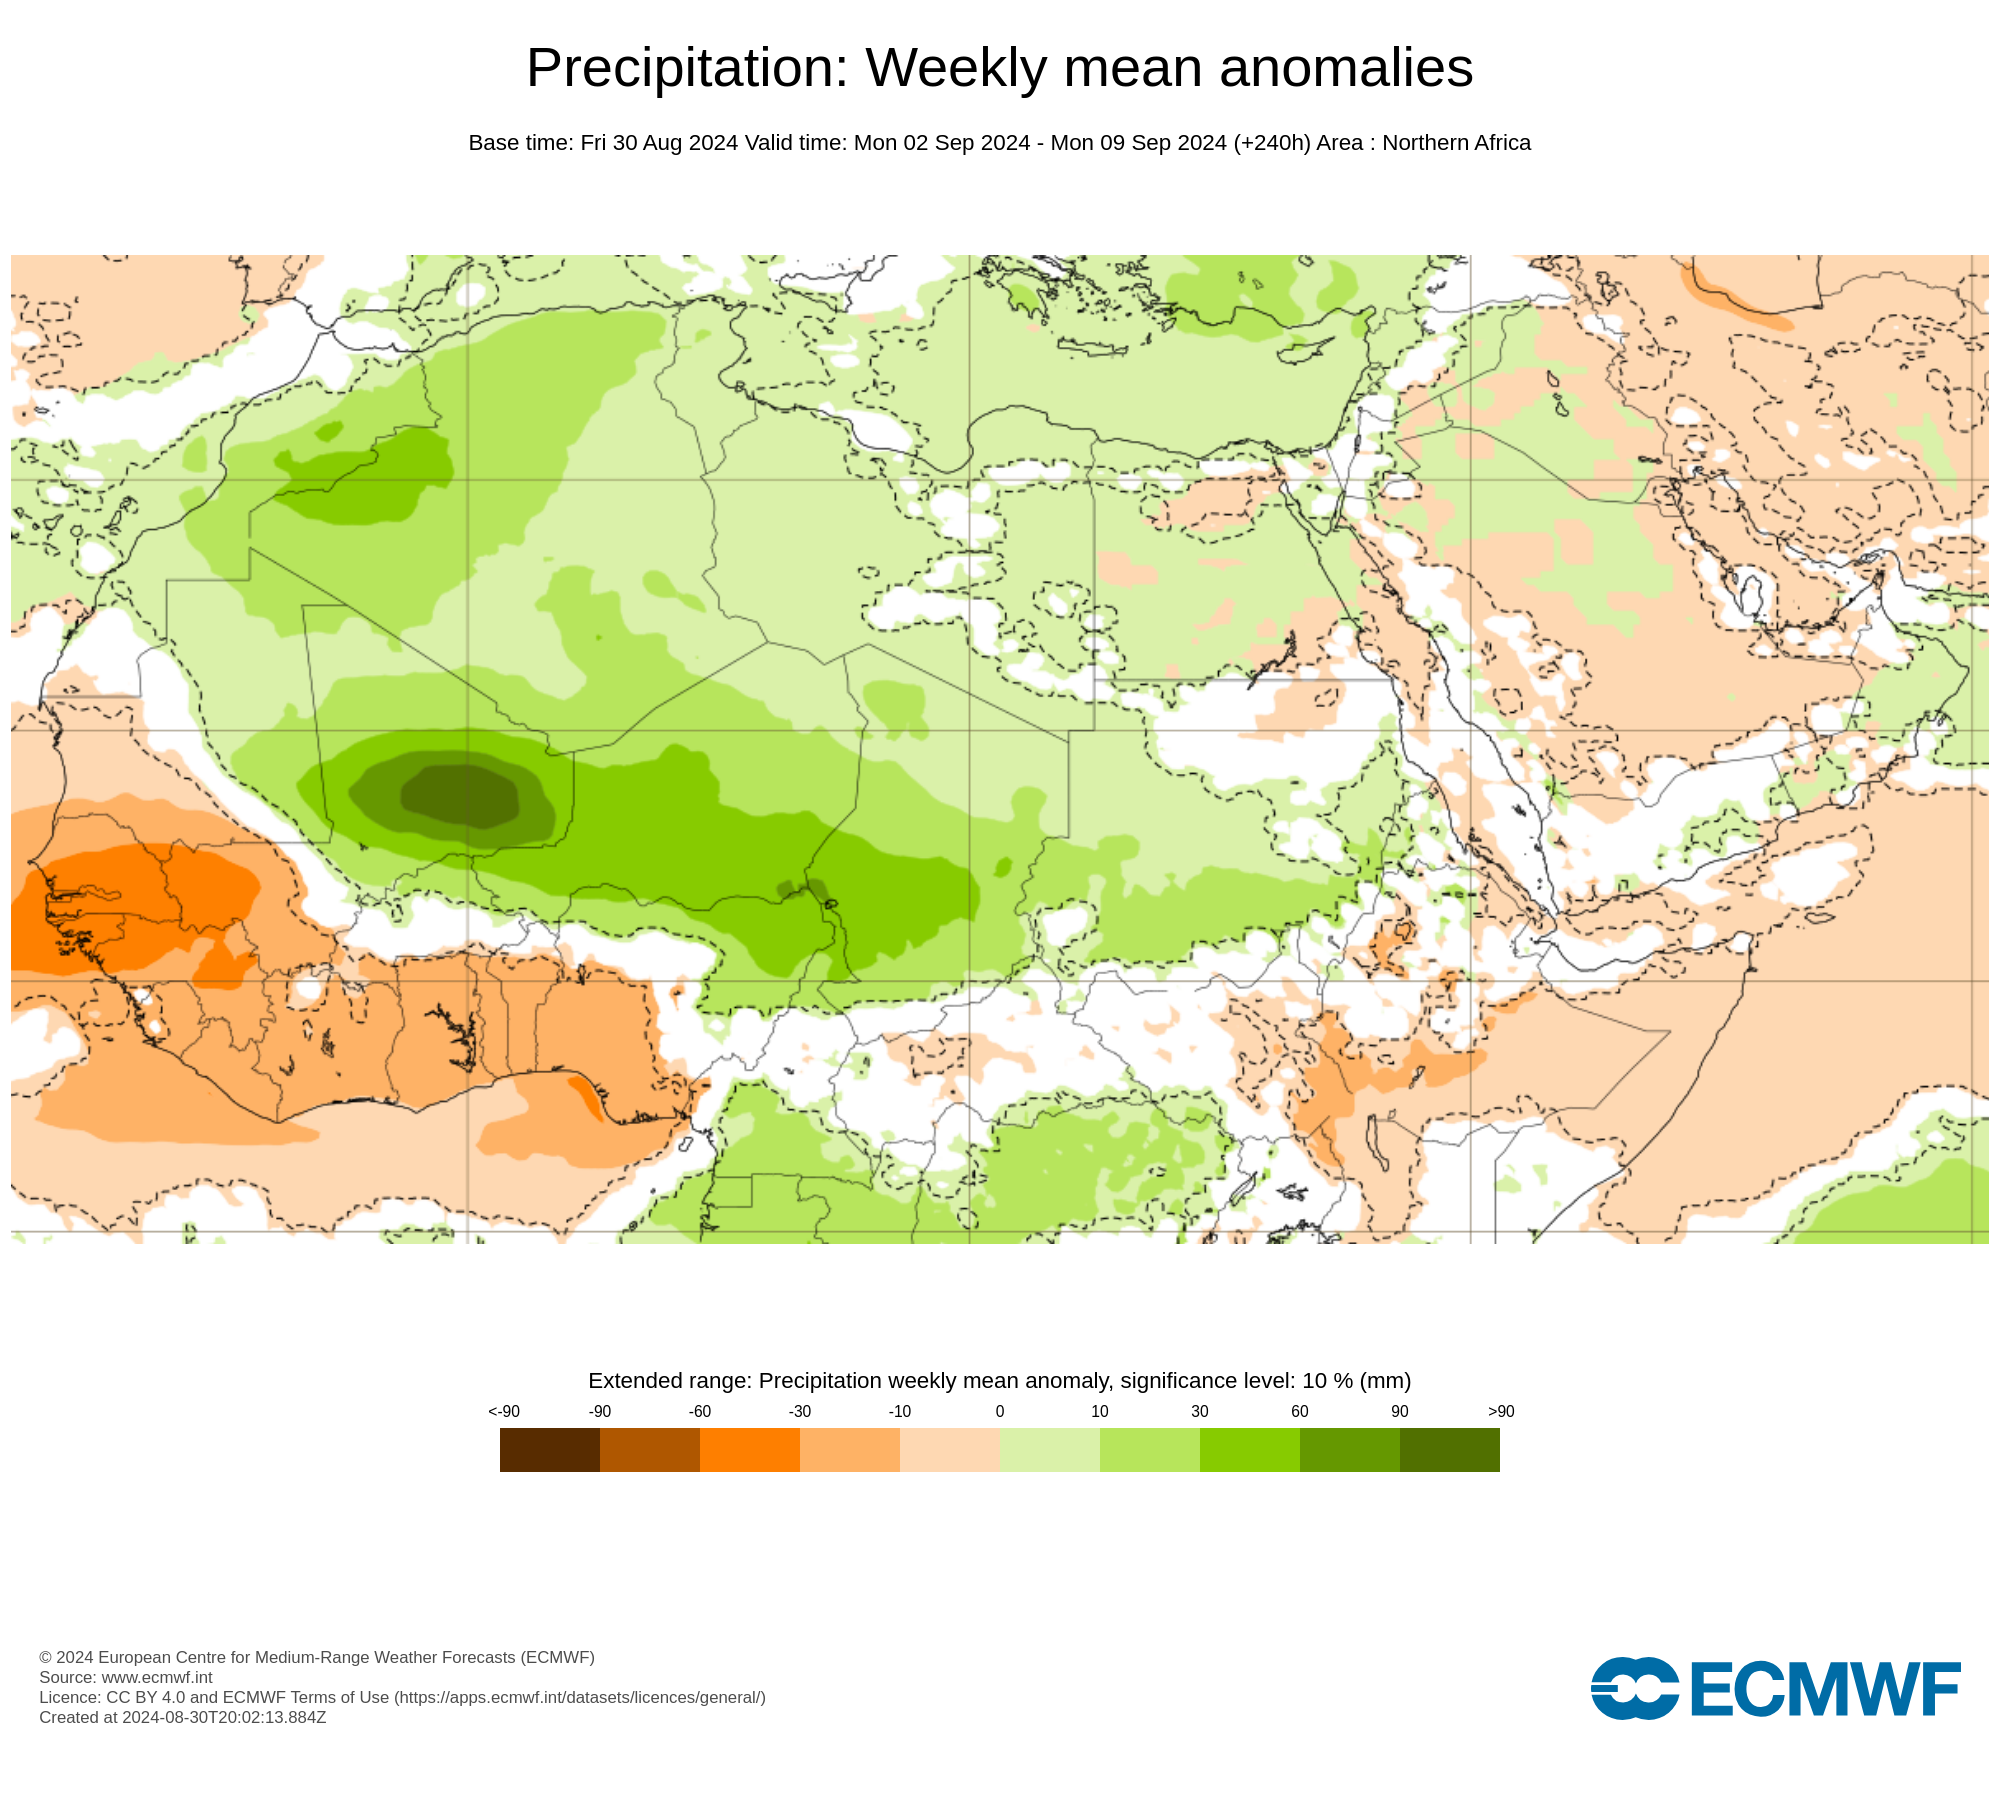 Precipitation: Weekly mean anomalies
Base time: Fri 30 Aug 2024 Valid time: Mon 02 Sep 2024 - Mon 09 Sep 2024 (+240h) Area : Northern Africa
Extended range: Precipitation weekly mean anomaly, significance level: 10 % (mm)
<-90 -90 -60 -30 -10 0 10 30 60 90 >90
© 2024 European Centre for Medium-Range Weather Forecasts (ECMWF)
Source: www.ecmwf.int
Licence: CC BY 4.0 and ECMWF Terms of Use (https://apps.ecmwf.int/datasets/licences/general/)
Created at 2024-08-30T20:02:13.884Z
ECMWF